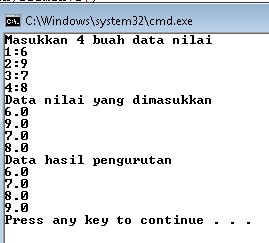 C:\Windows\system32\cmd.exe
Masukkan 4 buah data nilai
1:6
2:9
3:7
4:8
Data nilai yang dimasukkan
6.0
9.0
7.0
8.0
Data hasil pengurutan
6.0
7.0
8.0
9.0
Press any key to continue . . .